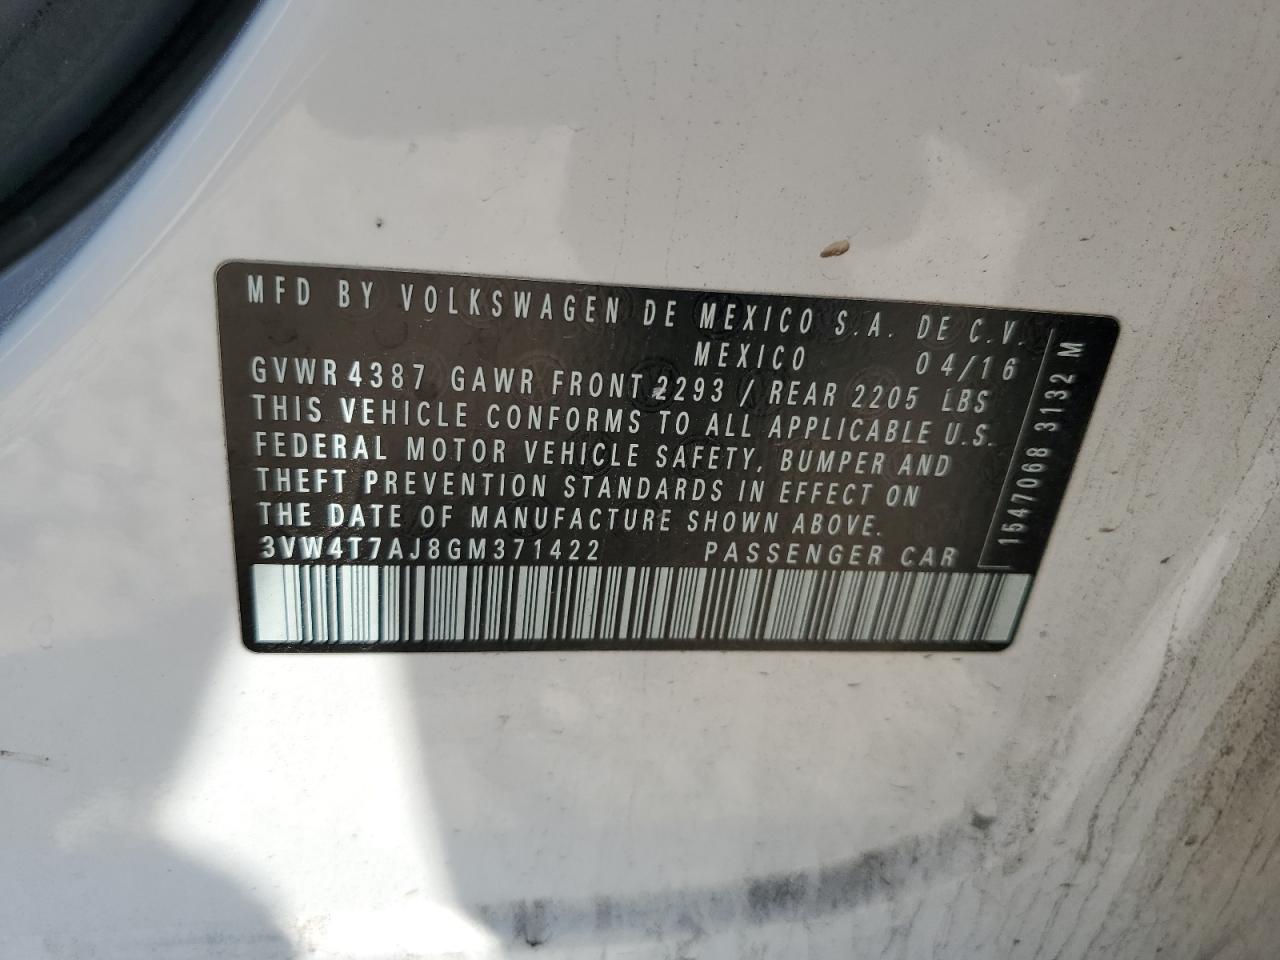 MFD BY VOLKSWAGEN DE MEXICO S.A. DE C.V.
MEXICO 04/16
GVWR 4387 GAWR FRONT 2293 / REAR 2205 LBS
THIS VEHICLE CONFORMS TO ALL APPLICABLE U.S.
FEDERAL MOTOR VEHICLE SAFETY, BUMPER AND
THEFT PREVENTION STANDARDS IN EFFECT ON
THE DATE OF MANUFACTURE SHOWN ABOVE.
3VW4T7AJ8GM371422 PASSENGER CAR
1547068 3132 M